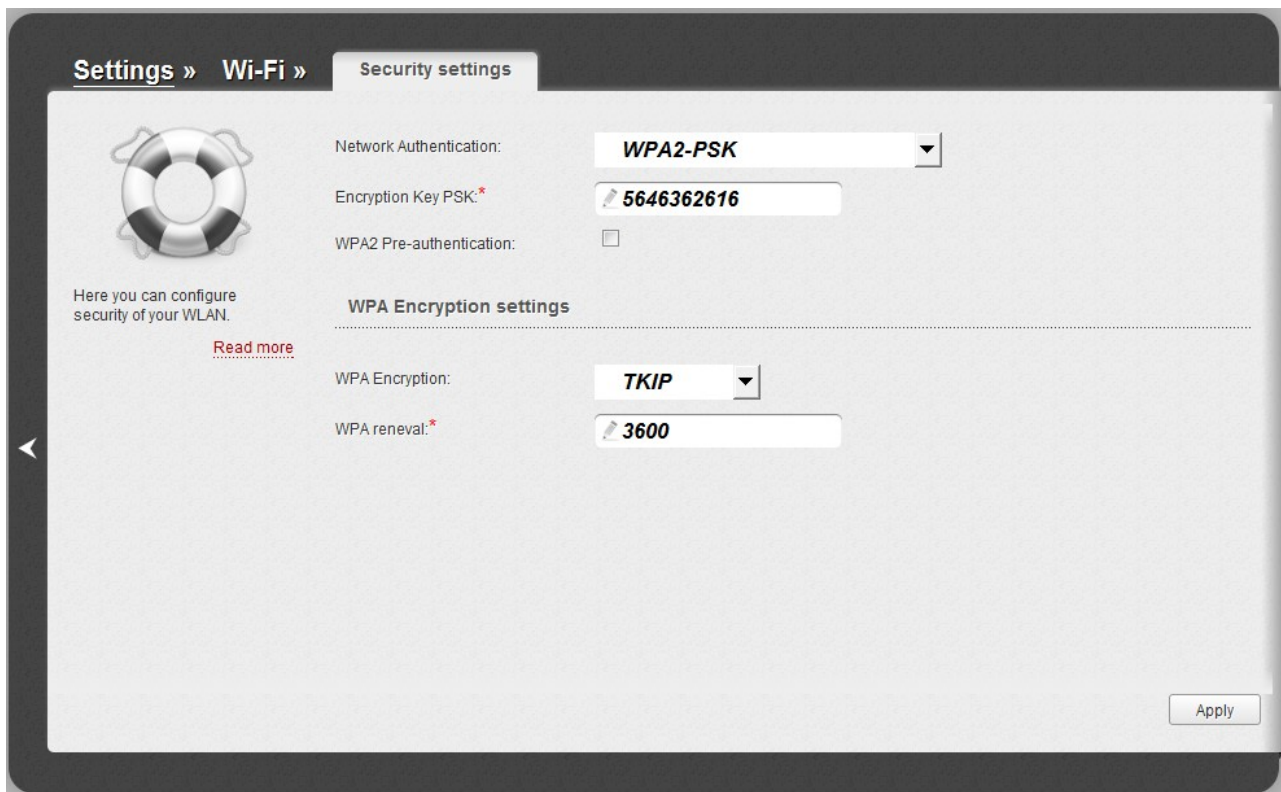 Settings » Wi-Fi » Security settings
Network Authentication: WPA2-PSK
Encryption Key PSK:* 5646362616
WPA2 Pre-authentication:
Here you can configure
security of your WLAN.
Read more
WPA Encryption settings
WPA Encryption: TKIP
WPA reneval:* 3600
Apply